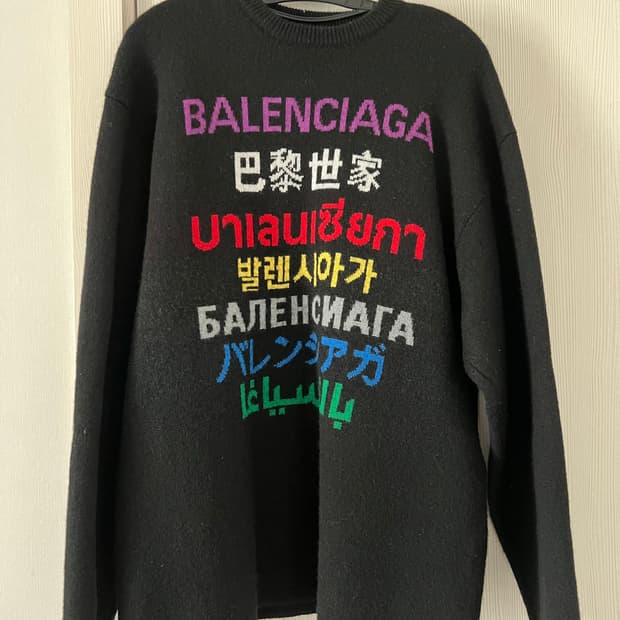 BALENCIAGA
巴黎世家
บาเลนเซียกา
발렌시아가
БАЛЕНСИАГА
バレンシアガ
بالنسياغا